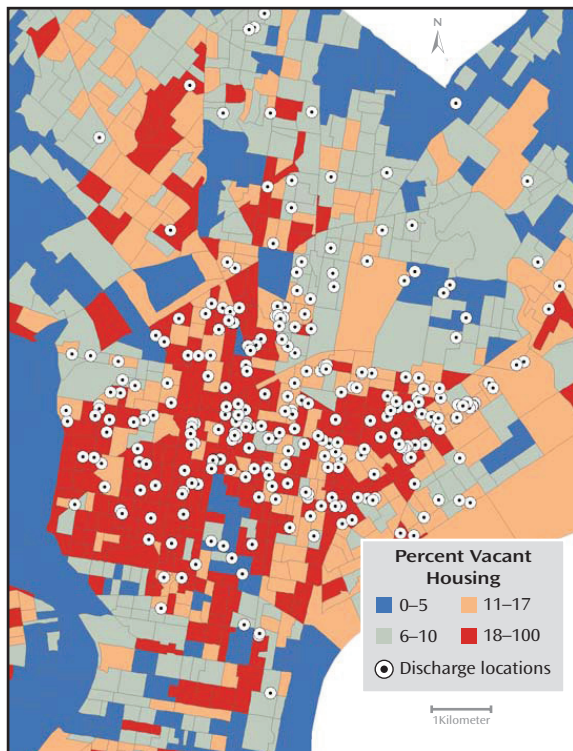 N
Percent Vacant
Housing
0–5
11–17
6–10
18–100
Discharge locations
1Kilometer